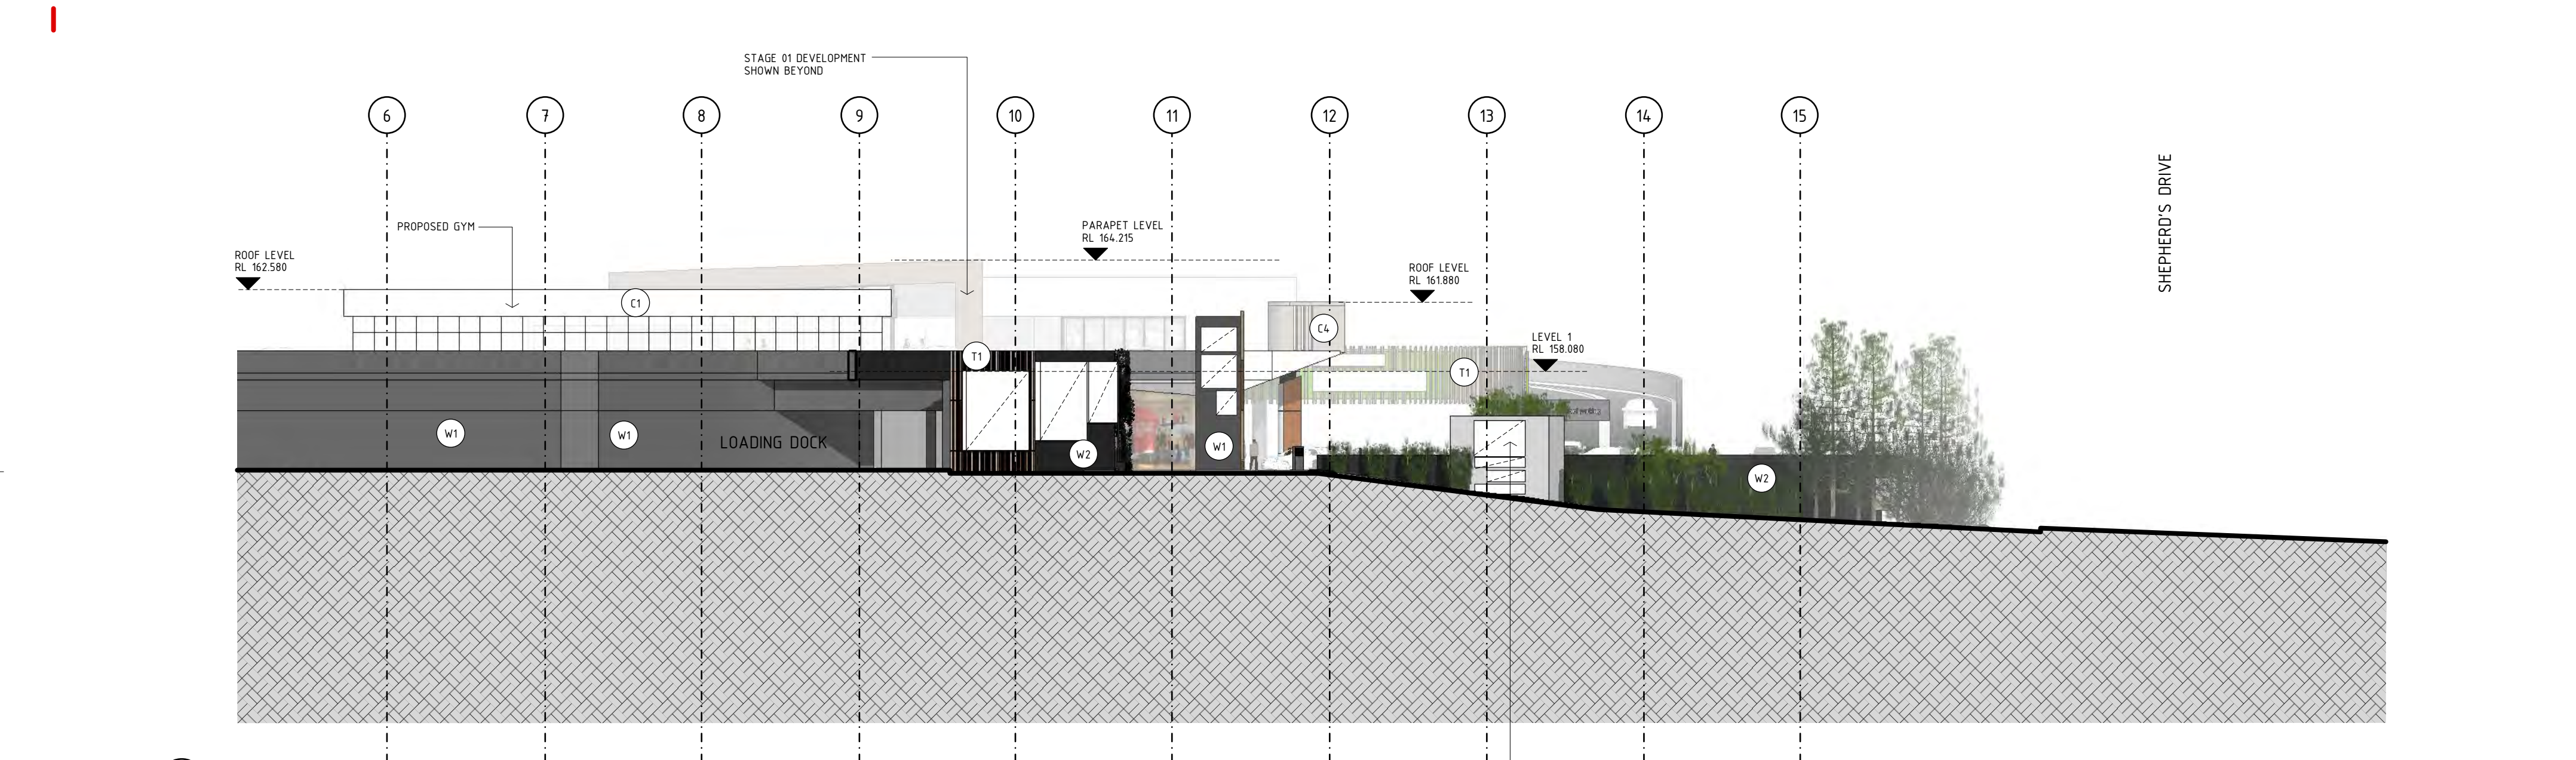 STAGE 01 DEVELOPMENT
SHOWN BEYOND
6
7
8
9
10
11
12
13
14
15
SHEPHERD'S DRIVE
PROPOSED GYM
PARAPET LEVEL
RL 164.215
ROOF LEVEL
RL 162.580
ROOF LEVEL
RL 161.880
C1
C4
LEVEL 1
RL 158.080
T1
T1
W1
W1
LOADING DOCK
W2
W1
W2